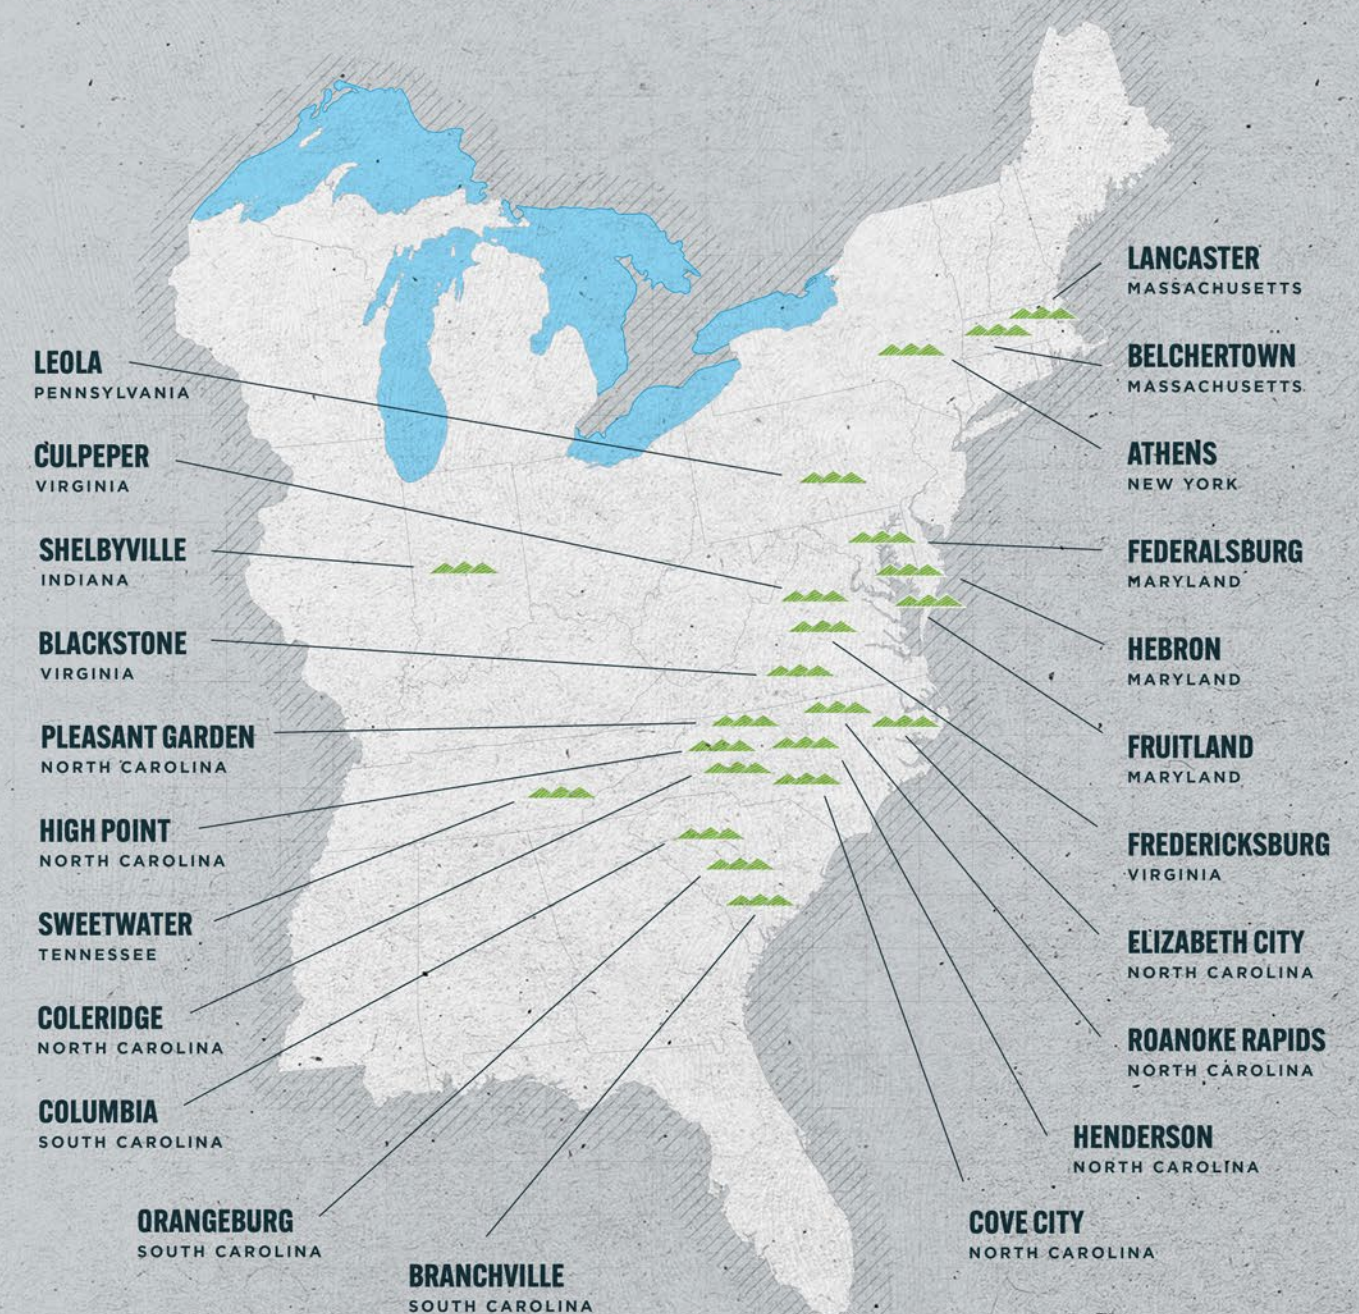 LANCASTER
MASSACHUSETTS
LEOLA
PENNSYLVANIA
BELCHERTOWN
MASSACHUSETTS
CULPEPER
VIRGINIA
ATHENS
NEW YORK
SHELBYVILLE
INDIANA
FEDERALSBURG
MARYLAND
BLACKSTONE
VIRGINIA
HEBRON
MARYLAND
PLEASANT GARDEN
NORTH CAROLINA
FRUITLAND
MARYLAND
HIGH POINT
NORTH CAROLINA
FREDERICKSBURG
VIRGINIA
SWEETWATER
TENNESSEE
ELIZABETH CITY
NORTH CAROLINA
COLERIDGE
NORTH CAROLINA
ROANOKE RAPIDS
NORTH CAROLINA
COLUMBIA
SOUTH CAROLINA
HENDERSON
NORTH CAROLINA
ORANGEBURG
SOUTH CAROLINA
COVE CITY
NORTH CAROLINA
BRANCHVILLE
SOUTH CAROLINA